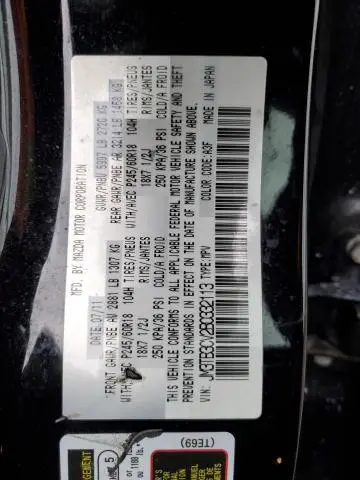 MFD. BY MAZDA MOTOR CORPORATION
DATE: 07/11 GVWR/PNBV 5997 LB 2720 KG
FRONT GAWR/PNBE AV 2881 LB 1307 KG REAR GAWR/PNBE AR 3214 LB 1458 KG
WITH/AVEC P245/60R18 104H TIRES/PNEUS WITH/AVEC P245/60R18 104H TIRES/PNEUS
18X7 1/2J RIMS/JANTES 18X7 1/2J RIMS/JANTES
250 KPA/36 PSI COLD/A FROID 250 KPA/36 PSI COLD/A FROID
THIS VEHICLE CONFORMS TO ALL APPLICABLE FEDERAL MOTOR VEHICLE SAFETY AND THEFT
PREVENTION STANDARDS IN EFFECT ON THE DATE OF MANUFACTURE SHOWN ABOVE.
VIN: JM3TB3CV2B0332113 TYPE: MPV COLOR CODE: A3F MADE IN JAPAN
(TE69)
5
or 1188 lbs.